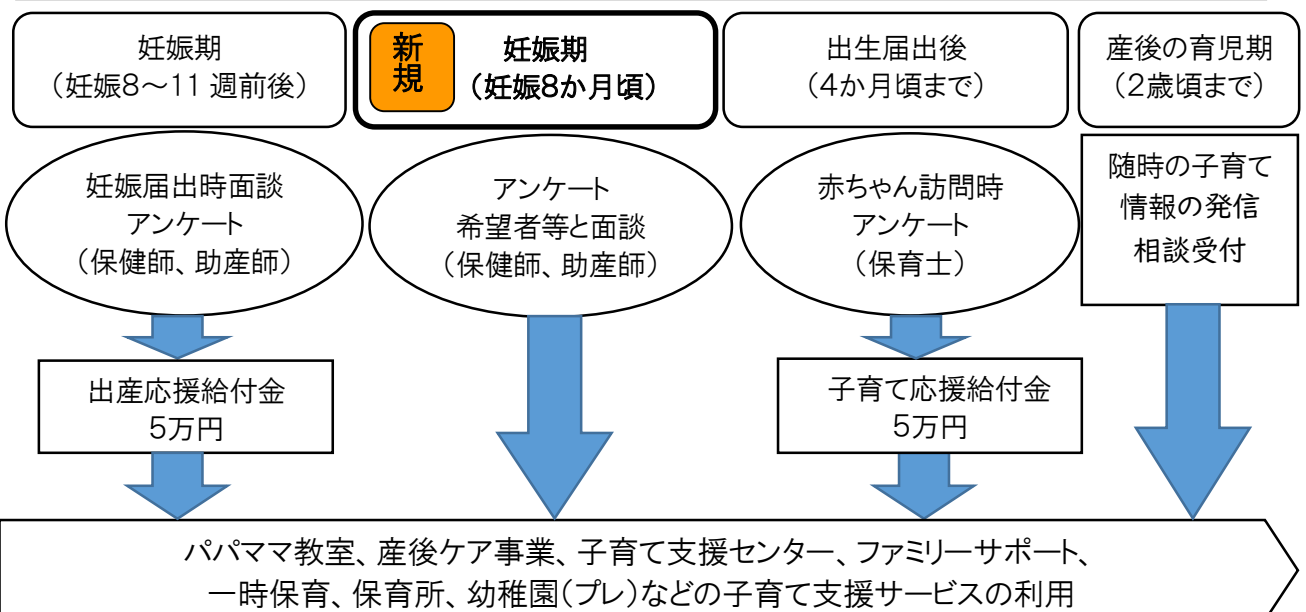 妊娠期
（妊娠8～11 週前後）
新
規
妊娠期
（妊娠8か月頃）
出生届出後
（4か月頃まで）
産後の育児期
（2歳頃まで）
妊娠届出時面談
アンケート
（保健師、助産師）
アンケート
希望者等と面談
（保健師、助産師）
赤ちゃん訪問時
アンケート
（保育士）
随時の子育て
情報の発信
相談受付
出産応援給付金
5万円
子育て応援給付金
5万円
パパママ教室、産後ケア事業、子育て支援センター、ファミリーサポート、
一時保育、保育所、幼稚園（プレ）などの子育て支援サービスの利用